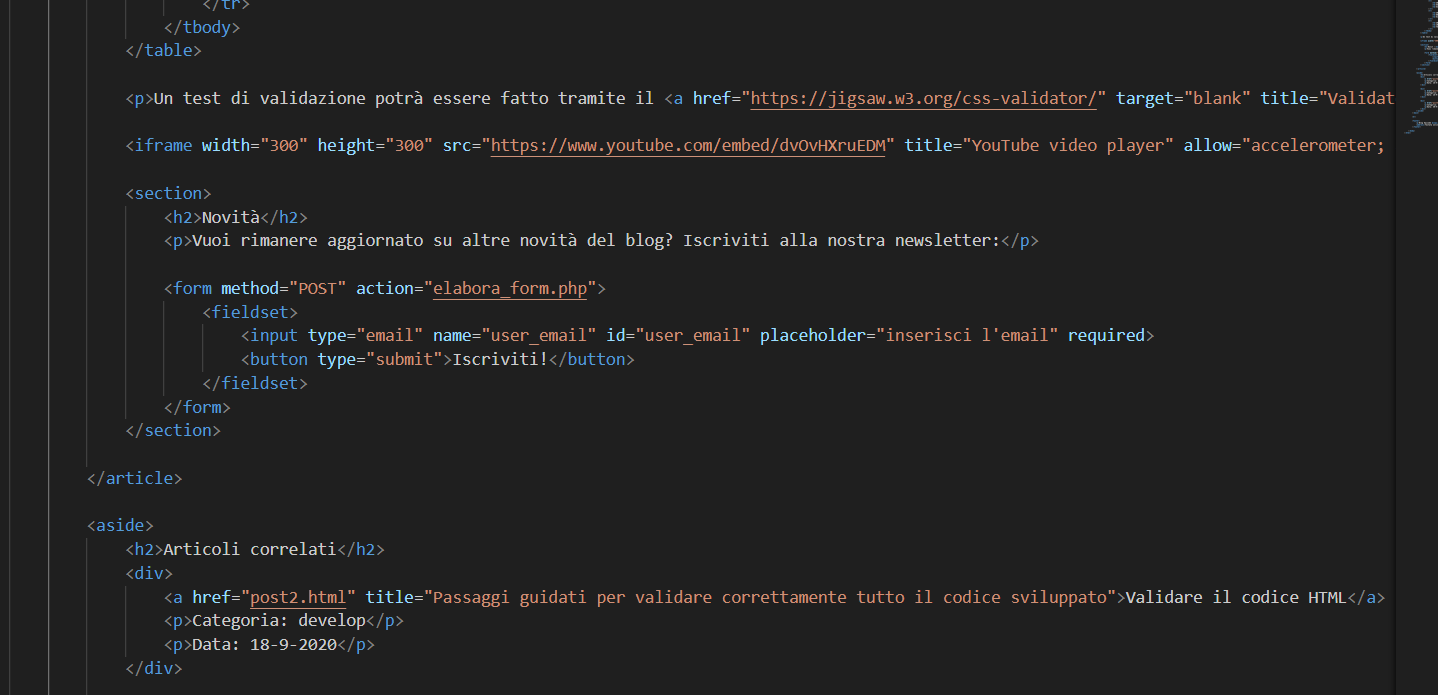 </tr>
</tbody>
</table>
<p>Un test di validazione potrà essere fatto tramite il <a href="https://jigsaw.w3.org/css-validator/" target="blank" title="Validat
<iframe width="300" height="300" src="https://www.youtube.com/embed/dvOvHXruEDM" title="YouTube video player" allow="accelerometer;
<section>
<h2>Novità</h2>
<p>Vuoi rimanere aggiornato su altre novità del blog? Iscriviti alla nostra newsletter:</p>
<form method="POST" action="elabora_form.php">
<fieldset>
<input type="email" name="user_email" id="user_email" placeholder="inserisci l'email" required>
<button type="submit">Iscriviti!</button>
</fieldset>
</form>
</section>
</article>
<aside>
<h2>Articoli correlati</h2>
<div>
<a href="post2.html" title="Passaggi guidati per validare correttamente tutto il codice sviluppato">Validare il codice HTML</a>
<p>Categoria: develop</p>
<p>Data: 18-9-2020</p>
</div>